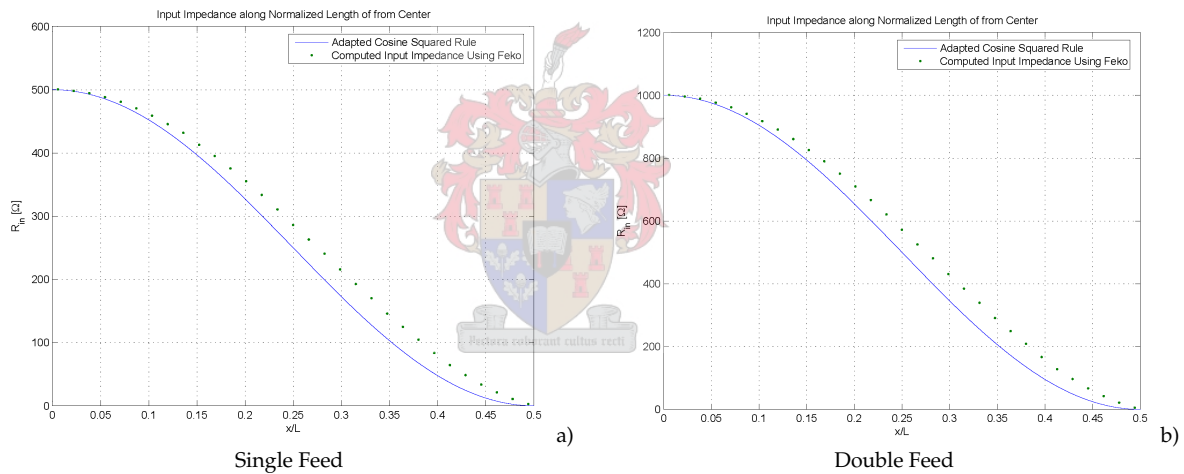 Input Impedance along Normalized Length of from Center
600
500
400
300
200
100
0
R_in [Ω]
Adapted Cosine Squared Rule
Computed Input Impedance Using Feko
0 0.05 0.1 0.15 0.2 0.25 0.3 0.35 0.4 0.45 0.5
x/L
a)
Single Feed
Input Impedance along Normalized Length of from Center
1200
1000
800
600
400
200
0
R_in [Ω]
Adapted Cosine Squared Rule
Computed Input Impedance Using Feko
0 0.05 0.1 0.15 0.2 0.25 0.3 0.35 0.4 0.45 0.5
x/L
b)
Double Feed
Pectora roborant cultus recti